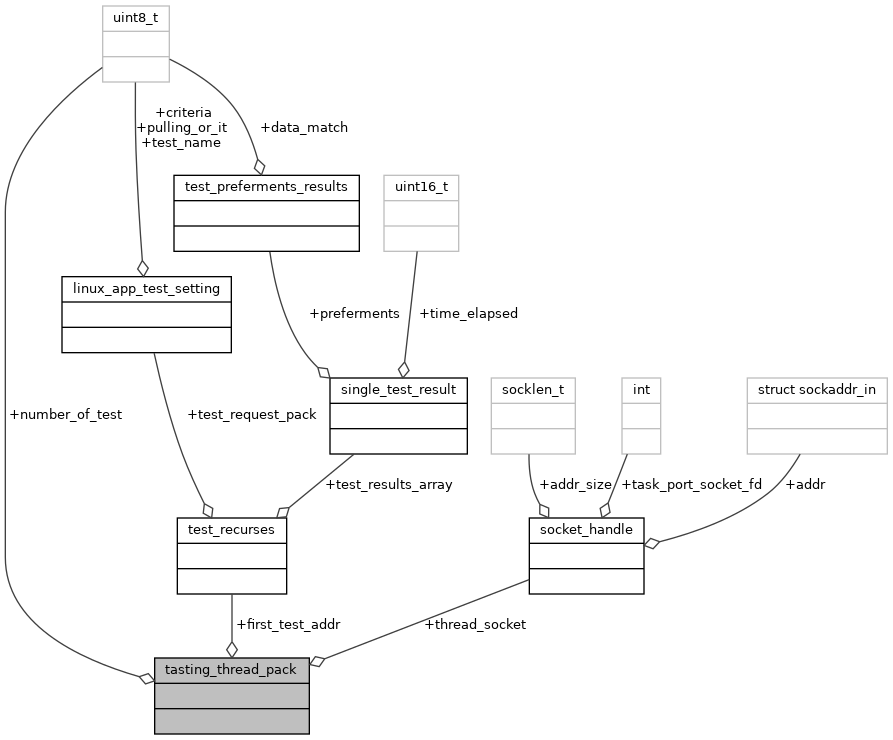 uint8_t
+criteria
+pulling_or_it
+test_name
+data_match
test_preferments_results
uint16_t
linux_app_test_setting
+preferments
+time_elapsed
single_test_result
socklen_t
int
struct sockaddr_in
+number_of_test
+test_request_pack
+test_results_array
+addr_size
+task_port_socket_fd
+addr
test_recurses
socket_handle
+first_test_addr
+thread_socket
tasting_thread_pack